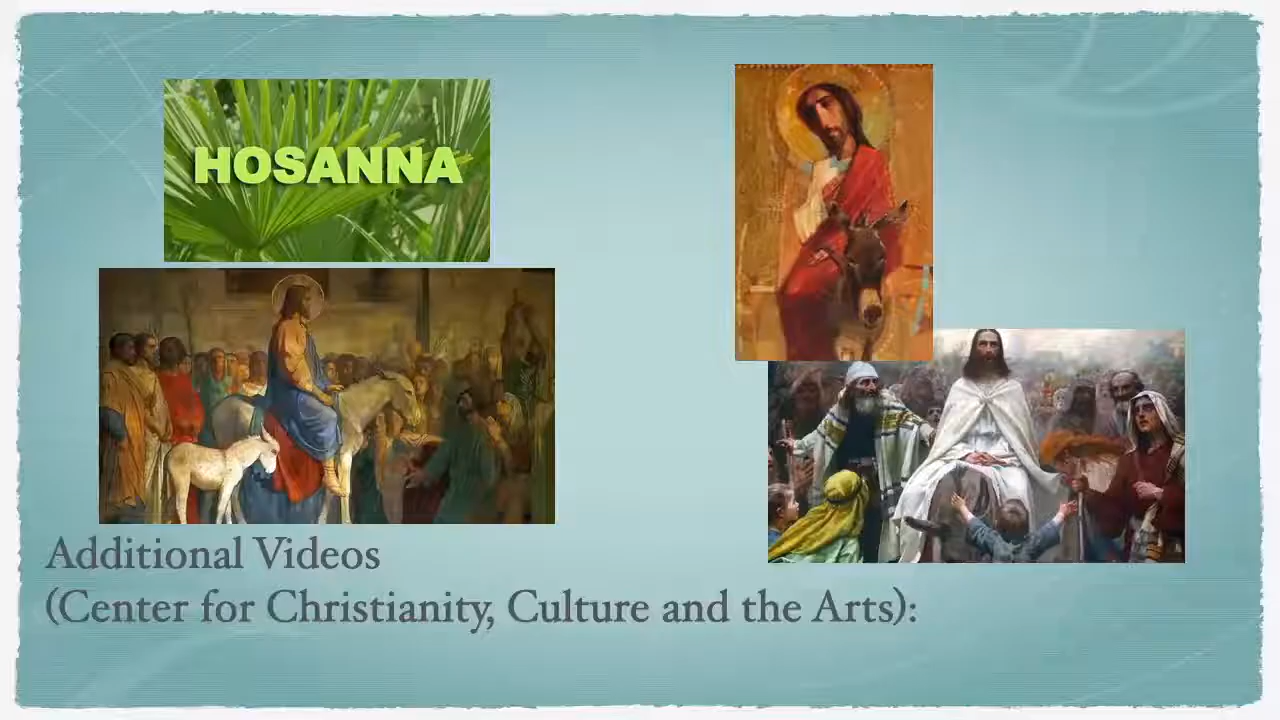 HOSANNA
Additional Videos
(Center for Christianity, Culture and the Arts):